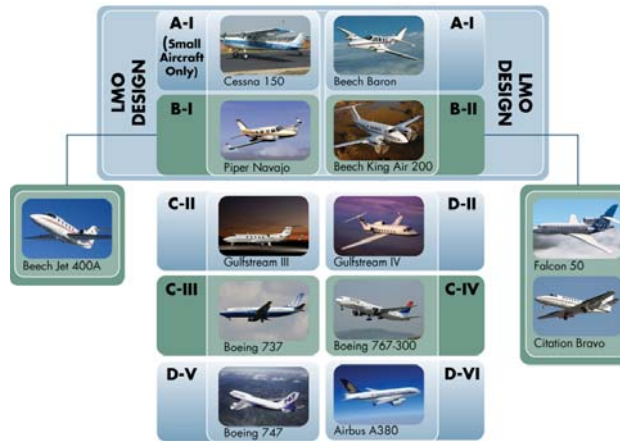 A-I
(Small
Aircraft
Only)
Cessna 150
Beech Baron
A-I
LMO
DESIGN
LMO
DESIGN
B-I
Piper Navajo
Beech King Air 200
B-II
Beech Jet 400A
C-II
Gulfstream III
Gulfstream IV
D-II
Falcon 50
C-III
Boeing 737
Boeing 767-300
C-IV
Citation Bravo
D-V
Boeing 747
Airbus A380
D-VI